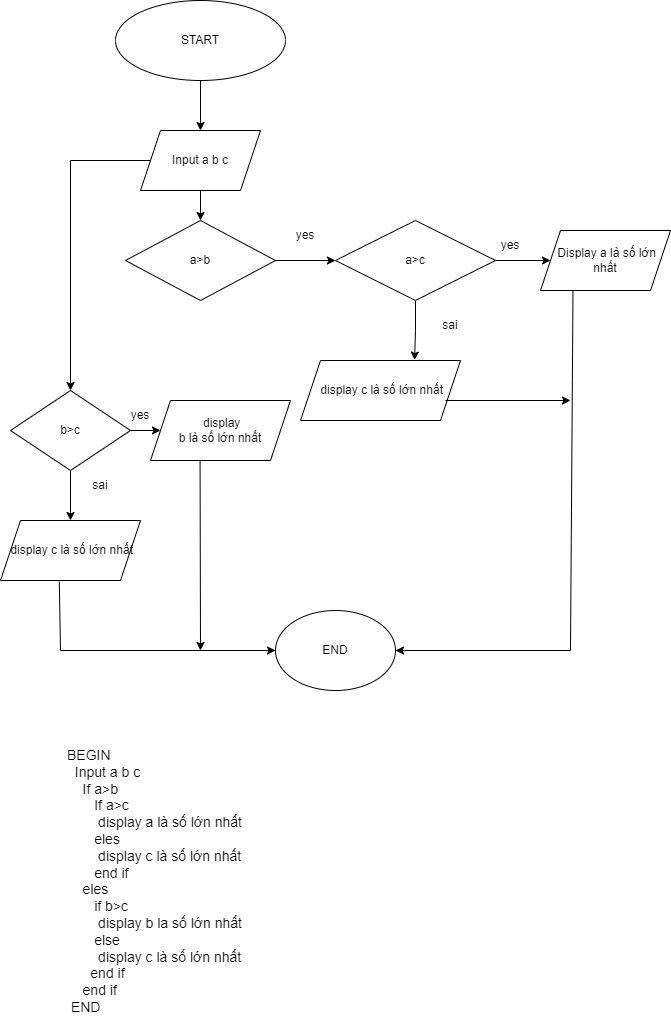 START
Input a b c
a>b
yes
a>c
yes
Display a là số lớn
nhất
sai
display c là số lớn nhất
b>c
yes
display
b là số lớn nhất
sai
display c là số lớn nhất
END
BEGIN
Input a b c
If a>b
If a>c
display a là số lớn nhất
eles
display c là số lớn nhất
end if
eles
if b>c
display b la số lớn nhất
else
display c là số lớn nhất
end if
end if
END